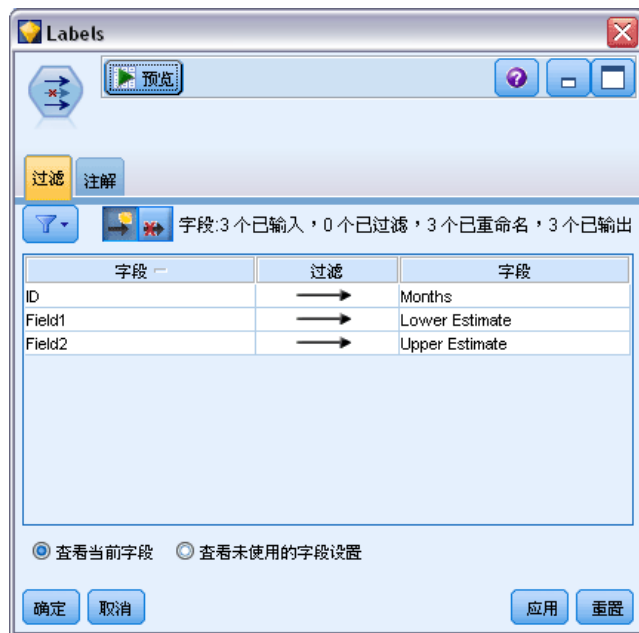 Labels
预览
过滤 注解
字段:3 个已输入，0 个已过滤，3 个已重命名，3 个已输出
字段 过滤 字段
ID Months
Field1 Lower Estimate
Field2 Upper Estimate
查看当前字段 查看未使用的字段设置
确定 取消 应用 重置